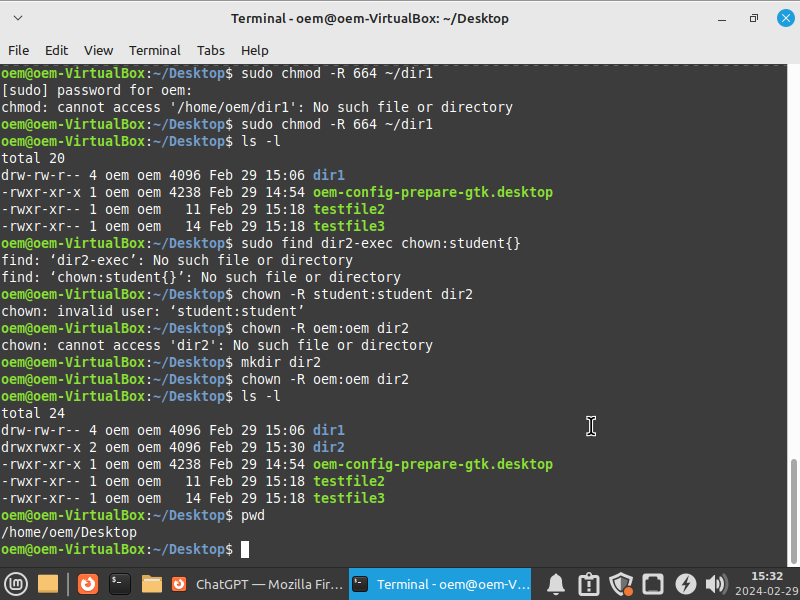 Terminal - oem@oem-VirtualBox: ~/Desktop
File Edit View Terminal Tabs Help
oem@oem-VirtualBox:~/Desktop$ sudo chmod -R 664 ~/dir1
[sudo] password for oem:
chmod: cannot access '/home/oem/dir1': No such file or directory
oem@oem-VirtualBox:~/Desktop$ sudo chmod -R 664 ~/dir1
oem@oem-VirtualBox:~/Desktop$ ls -l
total 20
drw-rw-r-- 4 oem oem 4096 Feb 29 15:06 dir1
-rwxr-xr-x 1 oem oem 4238 Feb 29 14:54 oem-config-prepare-gtk.desktop
-rwxr-xr-- 1 oem oem   11 Feb 29 15:18 testfile2
-rwxr-xr-- 1 oem oem   14 Feb 29 15:18 testfile3
oem@oem-VirtualBox:~/Desktop$ sudo find dir2-exec chown:student{}
find: ‘dir2-exec’: No such file or directory
find: ‘chown:student{}’: No such file or directory
oem@oem-VirtualBox:~/Desktop$ chown -R student:student dir2
chown: invalid user: ‘student:student’
oem@oem-VirtualBox:~/Desktop$ chown -R oem:oem dir2
chown: cannot access 'dir2': No such file or directory
oem@oem-VirtualBox:~/Desktop$ mkdir dir2
oem@oem-VirtualBox:~/Desktop$ chown -R oem:oem dir2
oem@oem-VirtualBox:~/Desktop$ ls -l
total 24
drw-rw-r-- 4 oem oem 4096 Feb 29 15:06 dir1
drwxrwxr-x 2 oem oem 4096 Feb 29 15:30 dir2
-rwxr-xr-x 1 oem oem 4238 Feb 29 14:54 oem-config-prepare-gtk.desktop
-rwxr-xr-- 1 oem oem   11 Feb 29 15:18 testfile2
-rwxr-xr-- 1 oem oem   14 Feb 29 15:18 testfile3
oem@oem-VirtualBox:~/Desktop$ pwd
/home/oem/Desktop
oem@oem-VirtualBox:~/Desktop$
ChatGPT — Mozilla Fir... Terminal - oem@oem-V... 15:32
2024-02-29